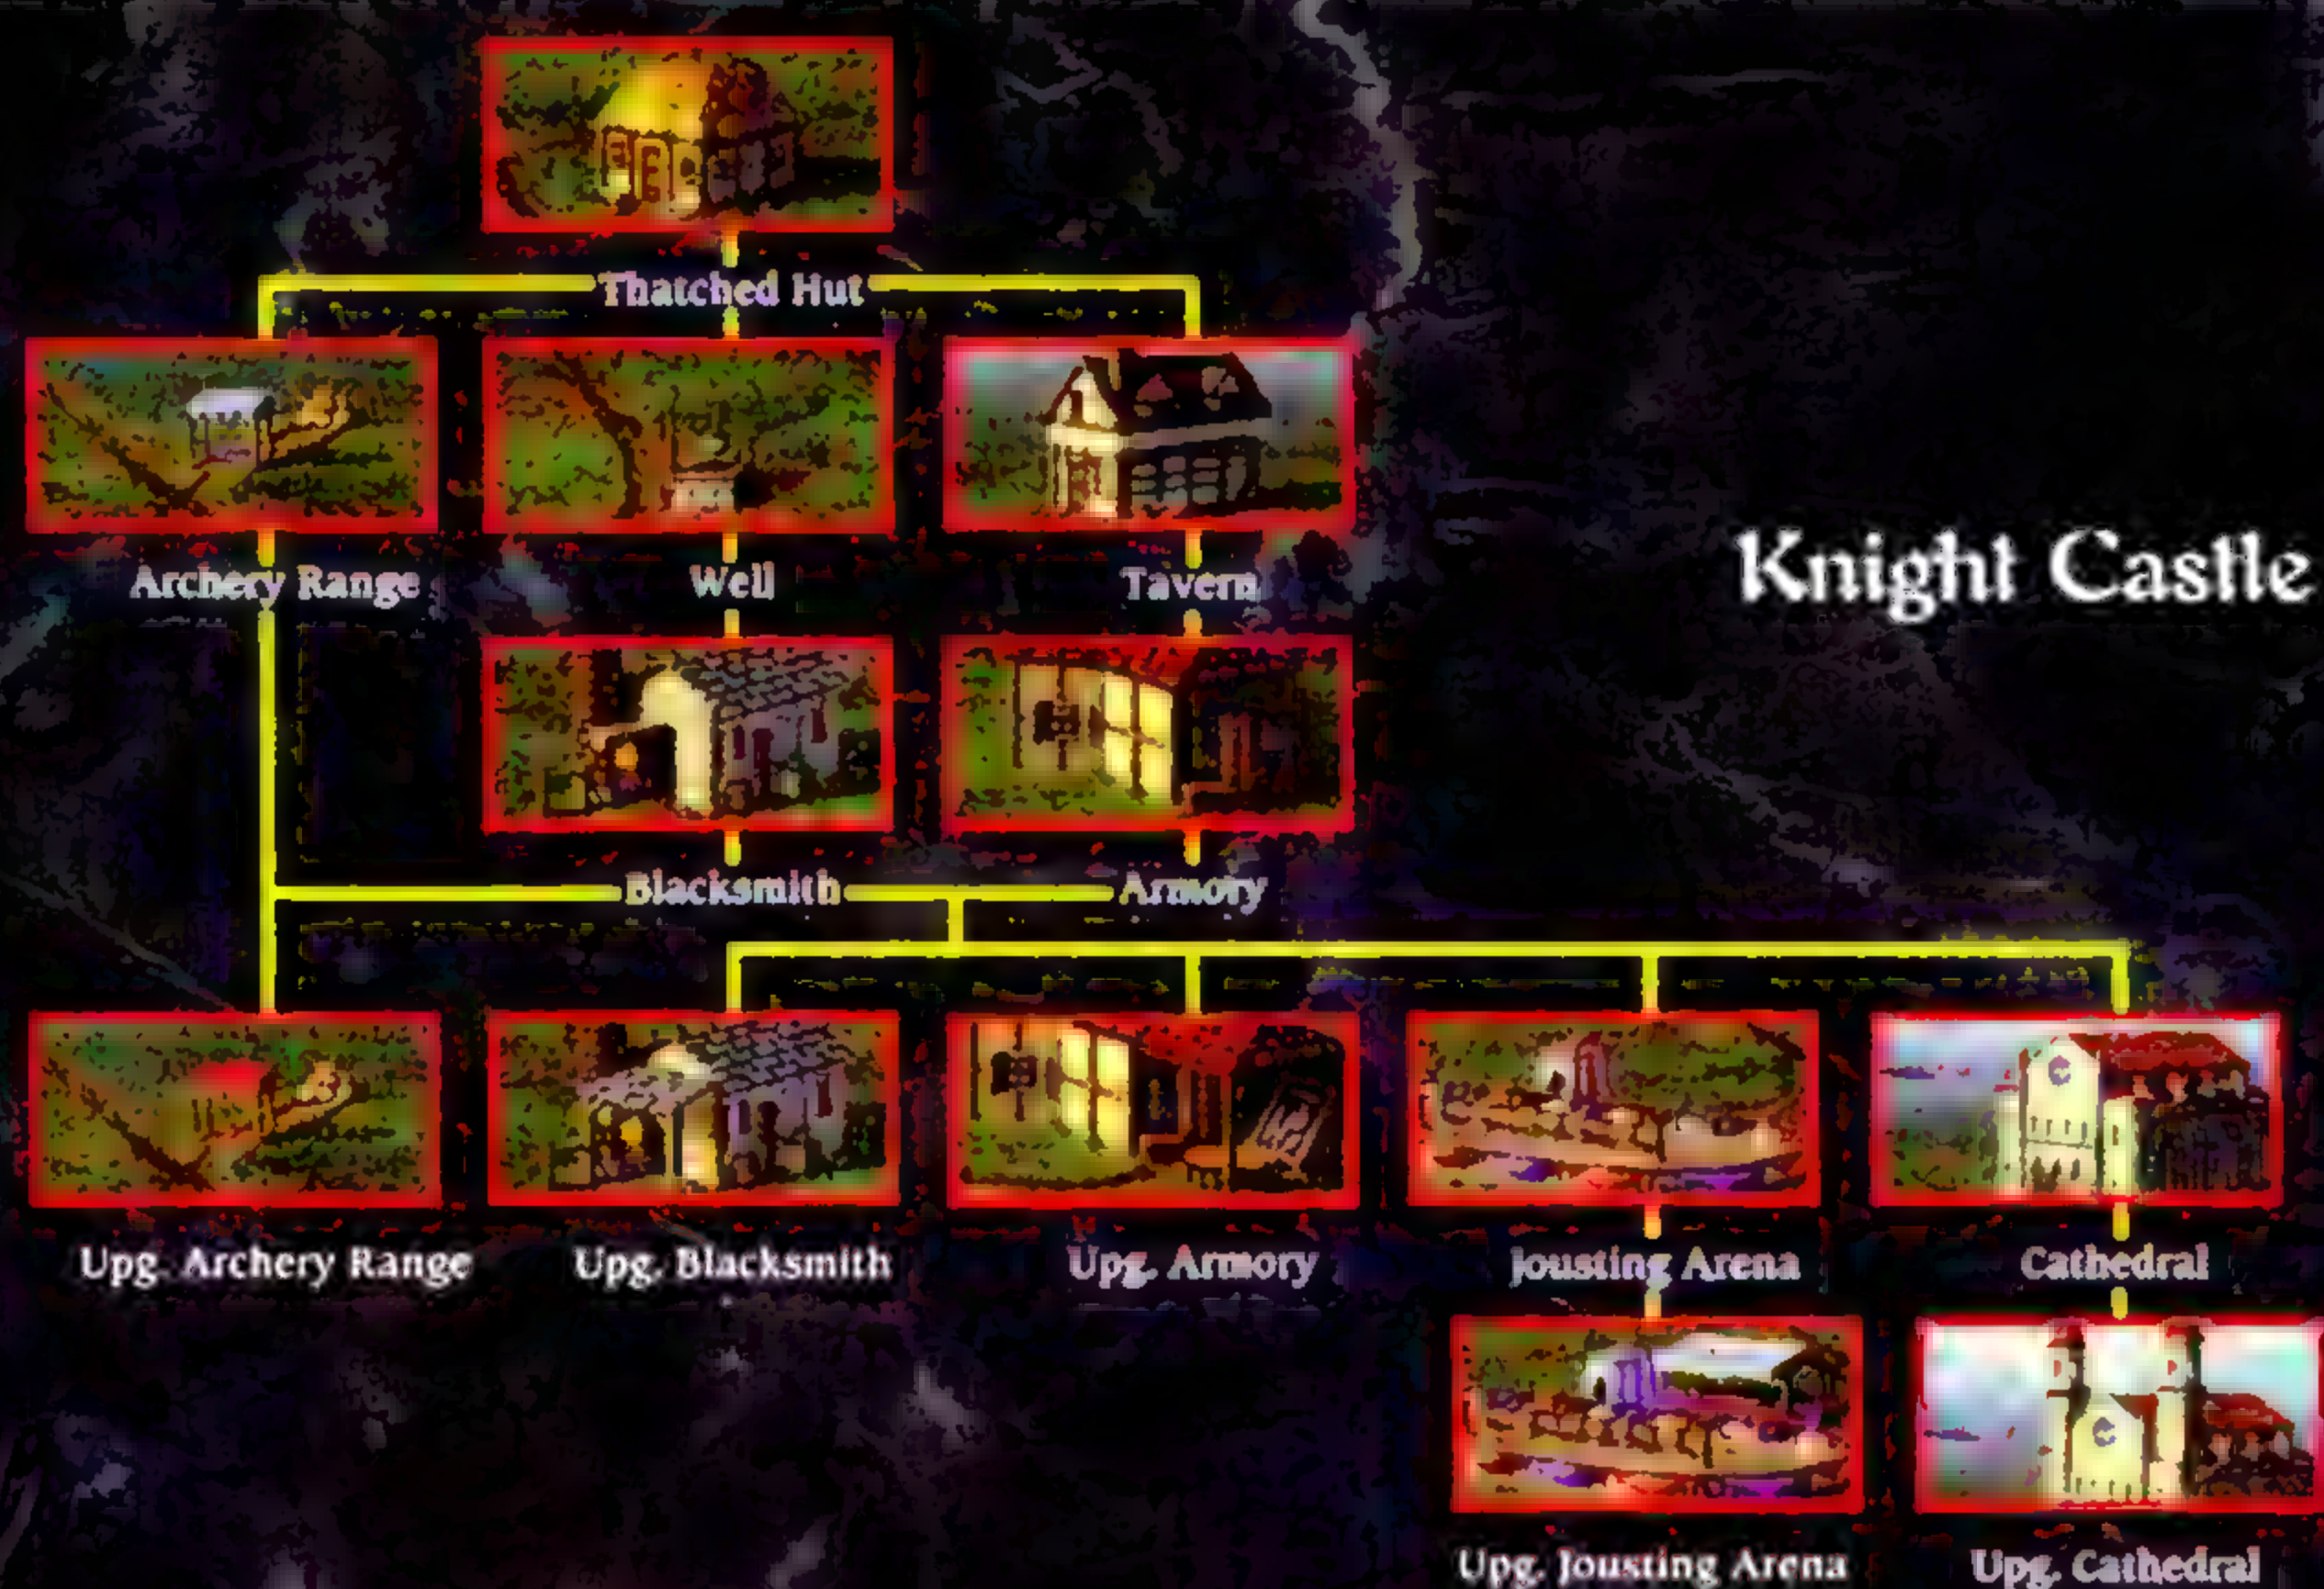 Thatched Hut
Archery Range
Well
Tavern
Knight Castle
Blacksmith
Armory
Upg. Archery Range
Upg. Blacksmith
Upg. Armory
Jousting Arena
Cathedral
Upg. Jousting Arena
Upg. Cathedral